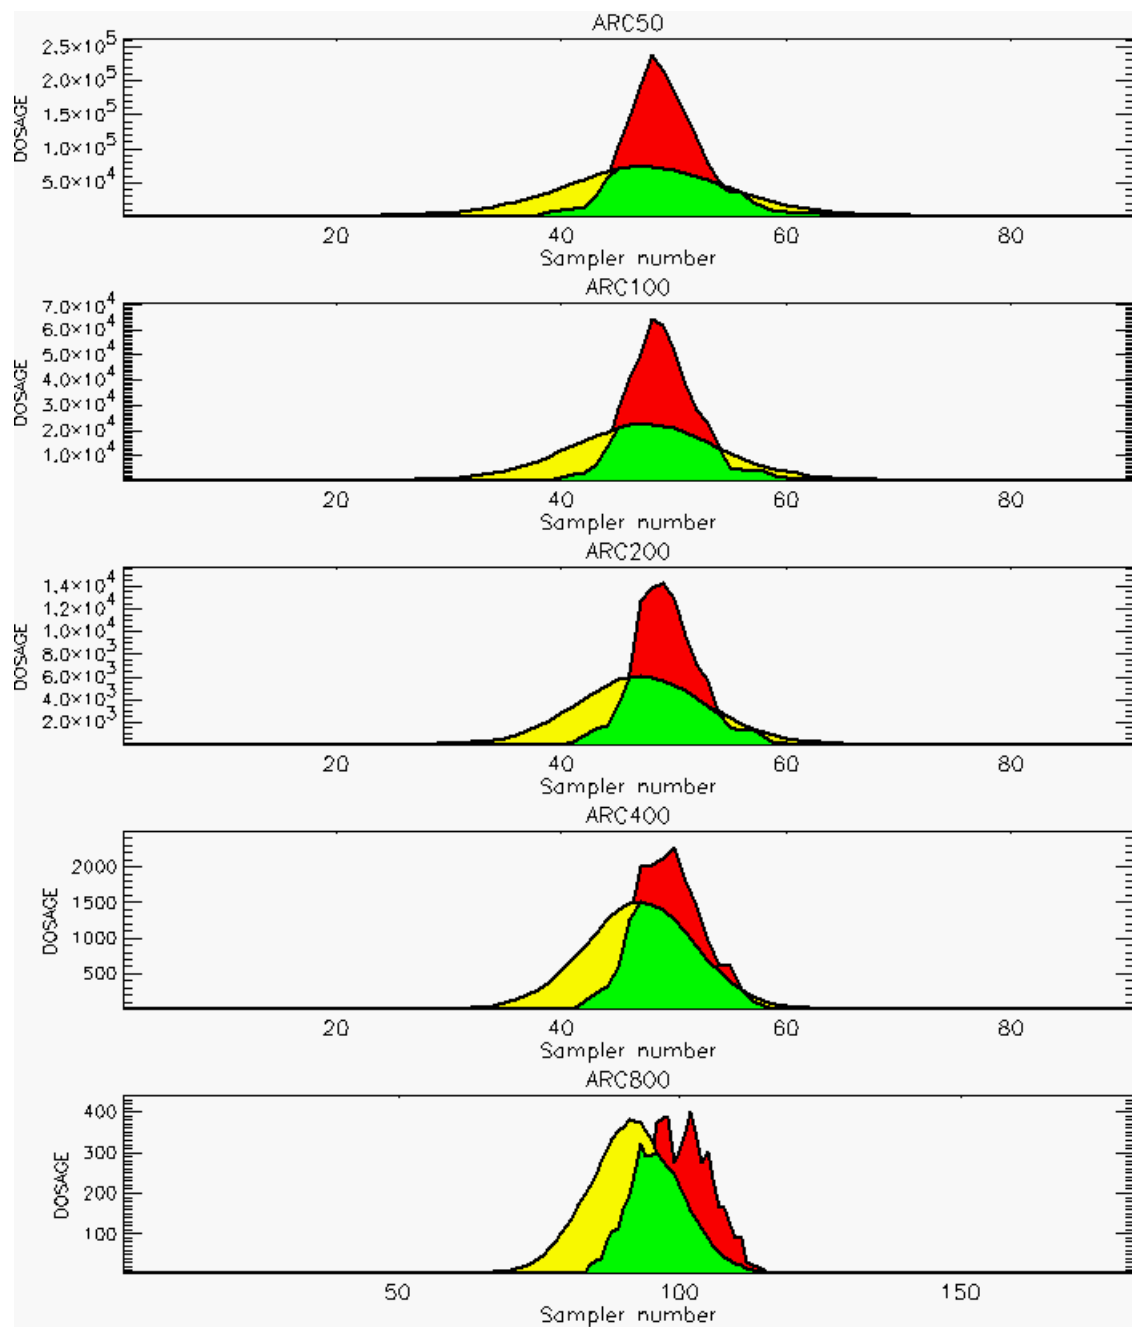 ARC50
2.5×10^5
2.0×10^5
1.5×10^5
1.0×10^5
5.0×10^4
DOSAGE
20 40 60 80
Sampler number
ARC100
7.0×10^4
6.0×10^4
5.0×10^4
4.0×10^4
3.0×10^4
2.0×10^4
1.0×10^4
DOSAGE
20 40 60 80
Sampler number
ARC200
1.4×10^4
1.2×10^4
1.0×10^4
8.0×10^3
6.0×10^3
4.0×10^3
2.0×10^3
DOSAGE
20 40 60 80
Sampler number
ARC400
2000
1500
1000
500
DOSAGE
20 40 60 80
Sampler number
ARC800
400
300
200
100
DOSAGE
50 100 150
Sampler number